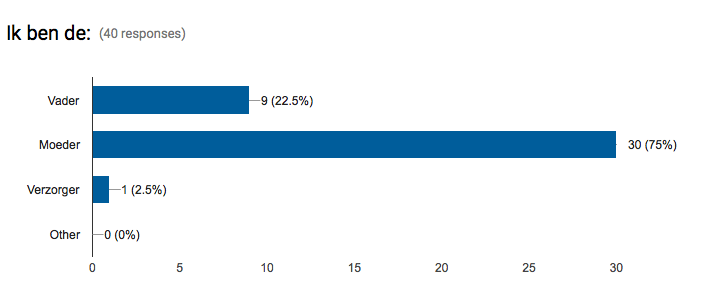 Ik ben de: (40 responses)
Vader 9 (22.5%)
Moeder 30 (75%)
Verzorger 1 (2.5%)
Other 0 (0%)
0 5 10 15 20 25 30